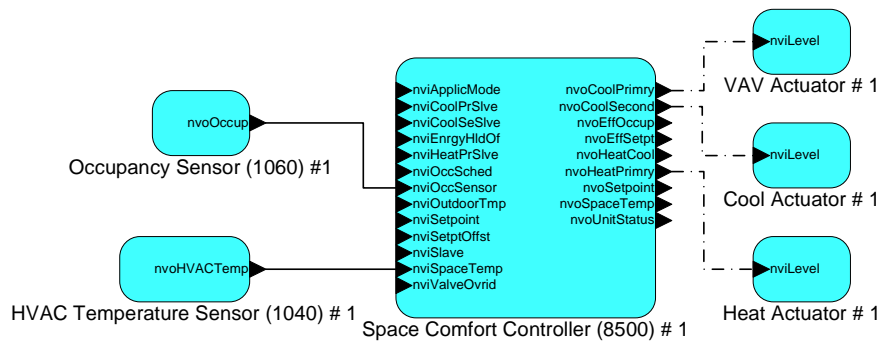 nvoOccup
Occupancy Sensor (1060) #1
nvoHVACTemp
HVAC Temperature Sensor (1040) # 1
nviApplicMode
nviCoolPrSlve
nviCoolSeSlve
nviEnrgyHldOf
nviHeatPrSlve
nviOccSched
nviOccSensor
nviOutdoorTmp
nviSetpoint
nviSetptOffst
nviSlave
nviSpaceTemp
nviValveOvrid
nvoCoolPrimry
nvoCoolSecond
nvoEffOccup
nvoEffSetpt
nvoHeatCool
nvoHeatPrimry
nvoSetpoint
nvoSpaceTemp
nvoUnitStatus
Space Comfort Controller (8500) # 1
nviLevel
VAV Actuator # 1
nviLevel
Cool Actuator # 1
nviLevel
Heat Actuator # 1